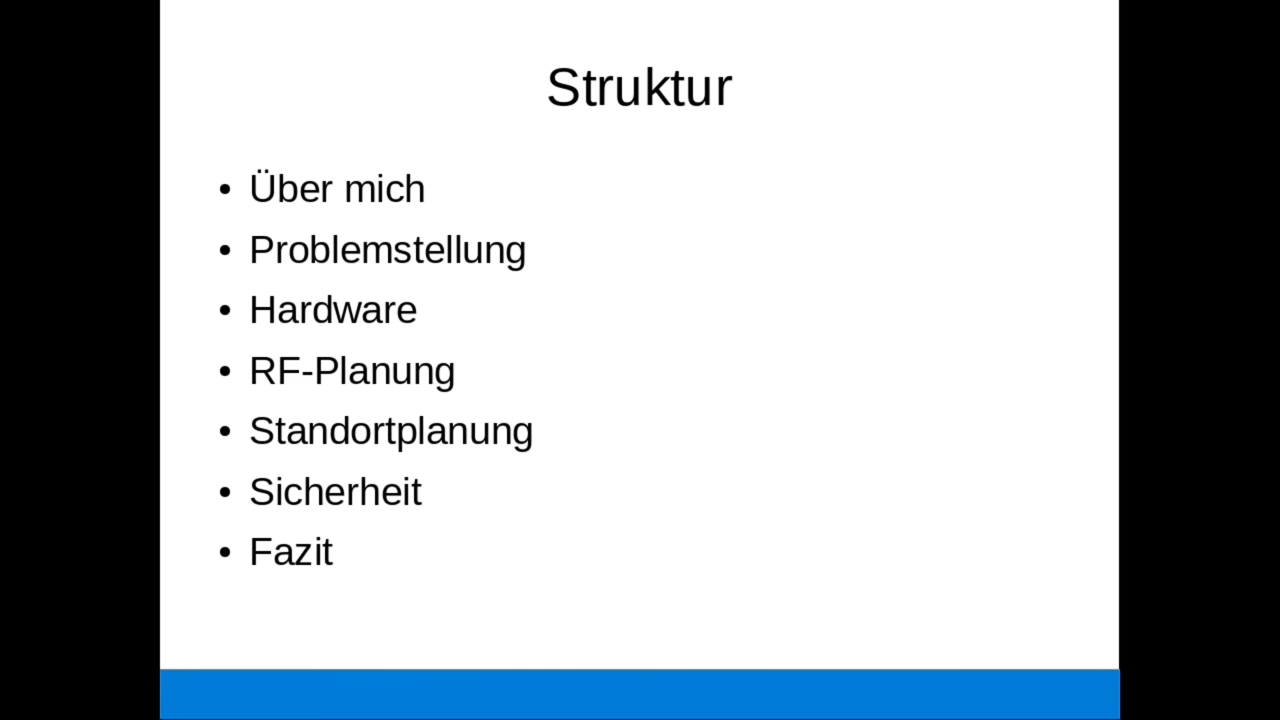 Struktur
• Über mich
• Problemstellung
• Hardware
• RF-Planung
• Standortplanung
• Sicherheit
• Fazit